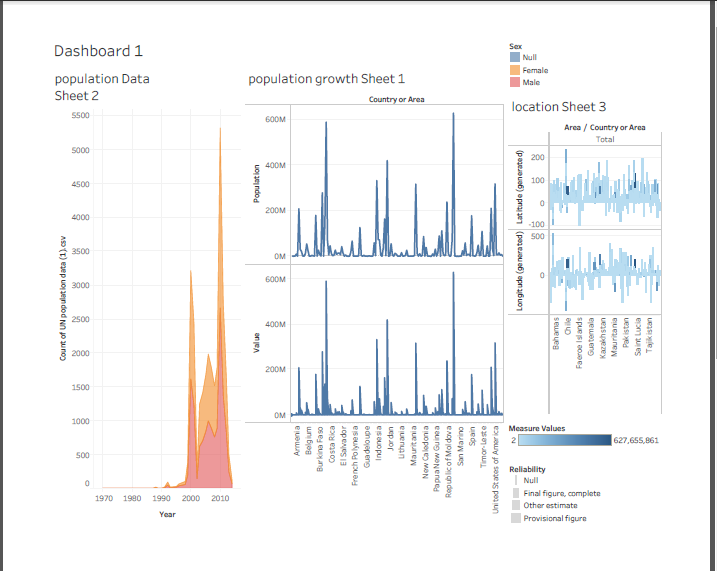 Dashboard 1
population Data
Sheet 2
Count of UN population data (1).csv
5500
5000
4500
4000
3500
3000
2500
2000
1500
1000
500
0
1970 1980 1990 2000 2010
Year
population growth Sheet 1
Country or Area
Population
600M
400M
200M
0M
Value
600M
400M
200M
0M
Armenia
Belgium
Burkina Faso
Costa Rica
El Salvador
French Polynesia
Guadeloupe
Indonesia
Jordan
Lithuania
Mauritania
New Caledonia
Papua New Guinea
Republic of Moldova
San Marino
Spain
Timor-Leste
United States of America
Sex
Null
Female
Male
location Sheet 3
Area / Country or Area
Total
Latitude (generated)
200
100
0
-100
Longitude (generated)
500
0
Bahamas
Chile
Faeroe Islands
Guatemala
Kazakhstan
Mauritania
Pakistan
Saint Lucia
Tajikistan
Measure Values
2 627,655,861
Reliability
Null
Final figure, complete
Other estimate
Provisional figure